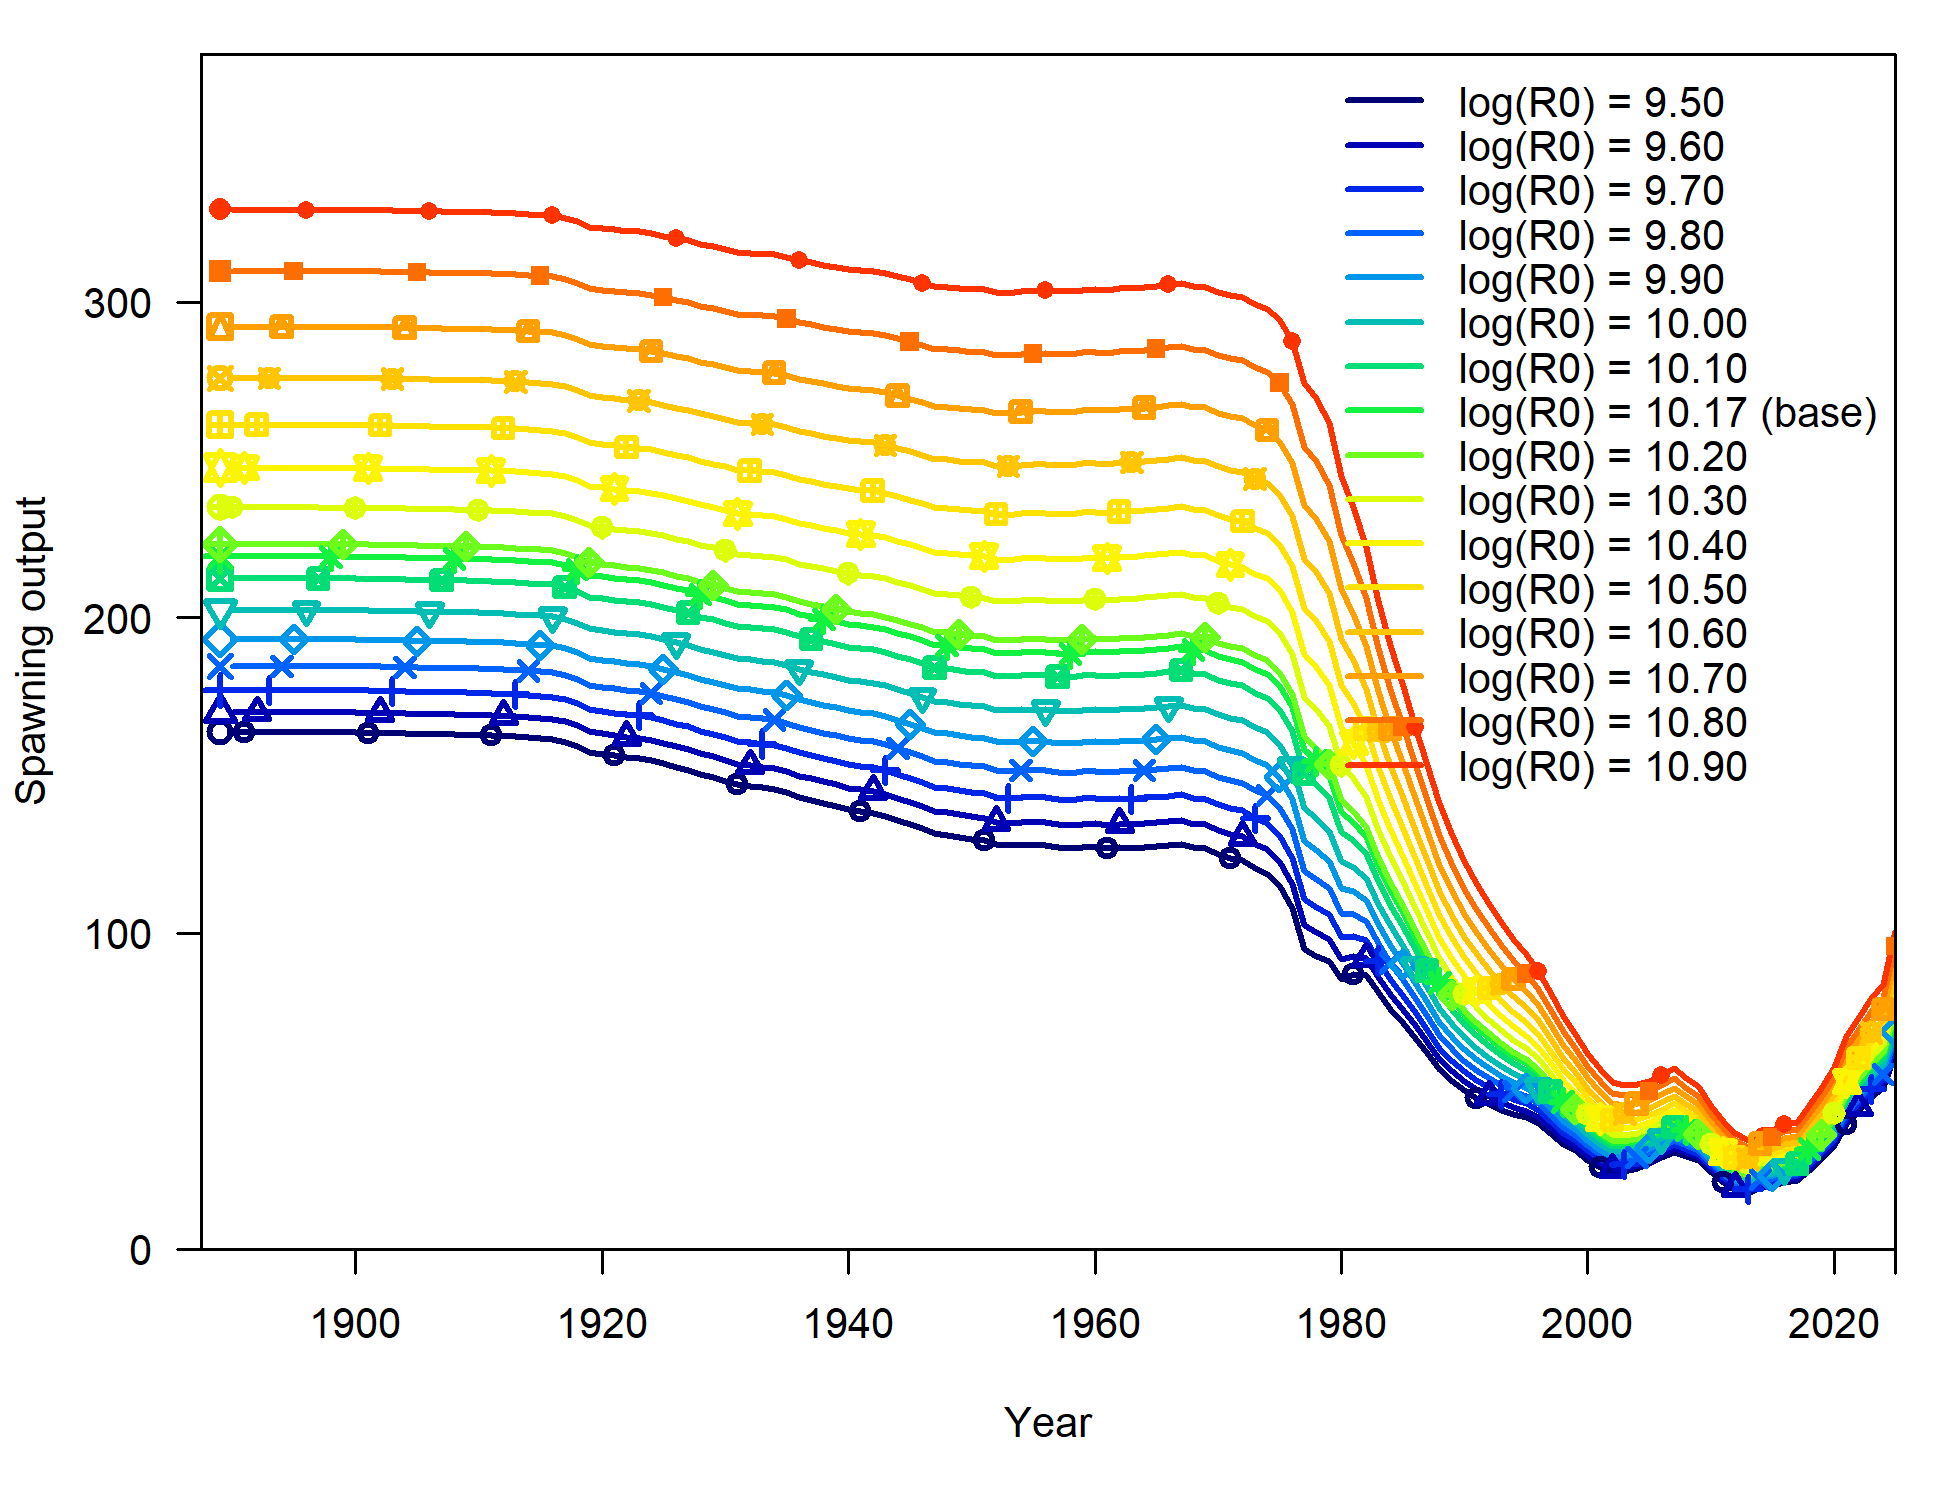 log(R0) = 9.50
log(R0) = 9.60
log(R0) = 9.70
log(R0) = 9.80
log(R0) = 9.90
log(R0) = 10.00
log(R0) = 10.10
log(R0) = 10.17 (base)
log(R0) = 10.20
log(R0) = 10.30
log(R0) = 10.40
log(R0) = 10.50
log(R0) = 10.60
log(R0) = 10.70
log(R0) = 10.80
log(R0) = 10.90
Spawning output
300
200
100
0
1900 1920 1940 1960 1980 2000 2020
Year